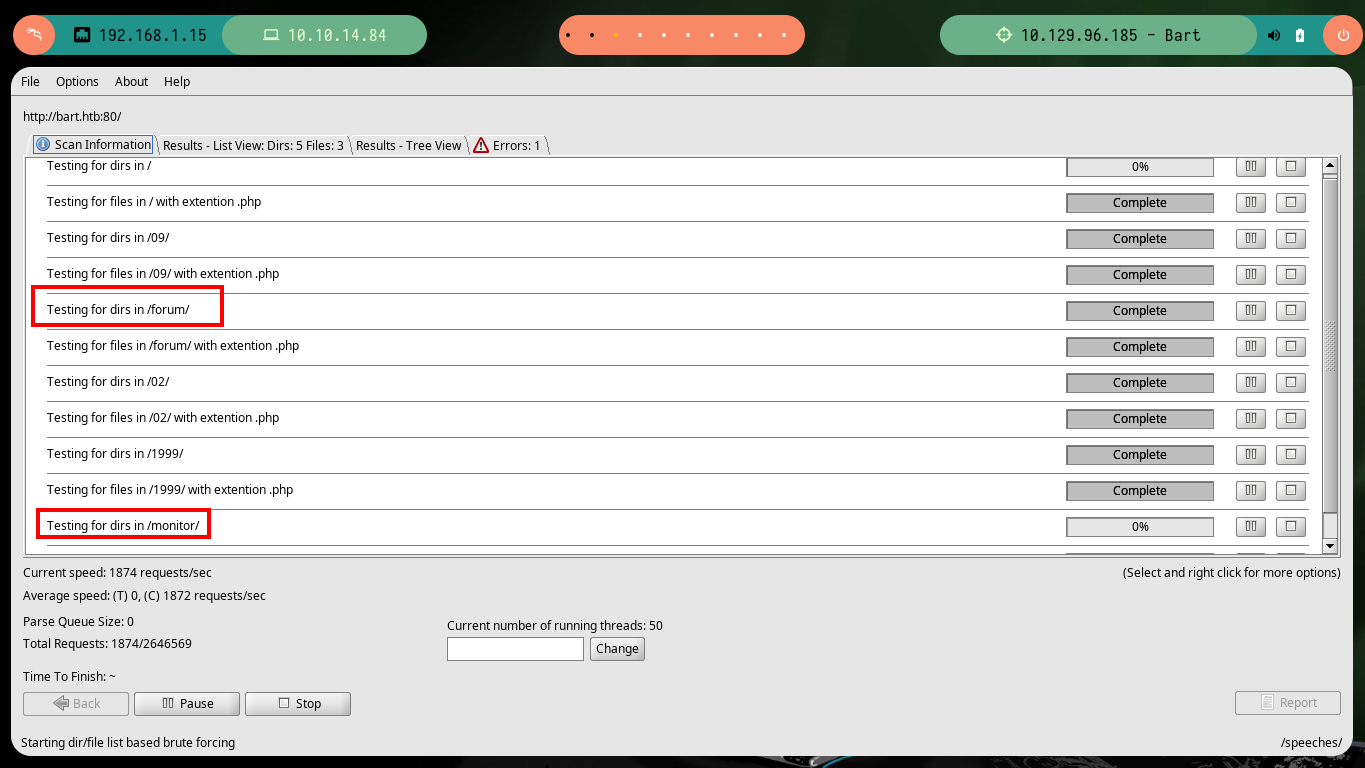 192.168.1.15 10.10.14.84 10.129.96.185 - Bart
File Options About Help
http://bart.htb:80/
Scan Information Results - List View: Dirs: 5 Files: 3 Results - Tree View Errors: 1
Testing for dirs in / 0%
Testing for files in / with extention .php Complete
Testing for dirs in /09/ Complete
Testing for files in /09/ with extention .php Complete
Testing for dirs in /forum/ Complete
Testing for files in /forum/ with extention .php Complete
Testing for dirs in /02/ Complete
Testing for files in /02/ with extention .php Complete
Testing for dirs in /1999/ Complete
Testing for files in /1999/ with extention .php Complete
Testing for dirs in /monitor/ 0%
Current speed: 1874 requests/sec (Select and right click for more options)
Average speed: (T) 0, (C) 1872 requests/sec
Parse Queue Size: 0 Current number of running threads: 50
Total Requests: 1874/2646569 Change
Time To Finish: ~
Back Pause Stop Report
Starting dir/file list based brute forcing /speeches/